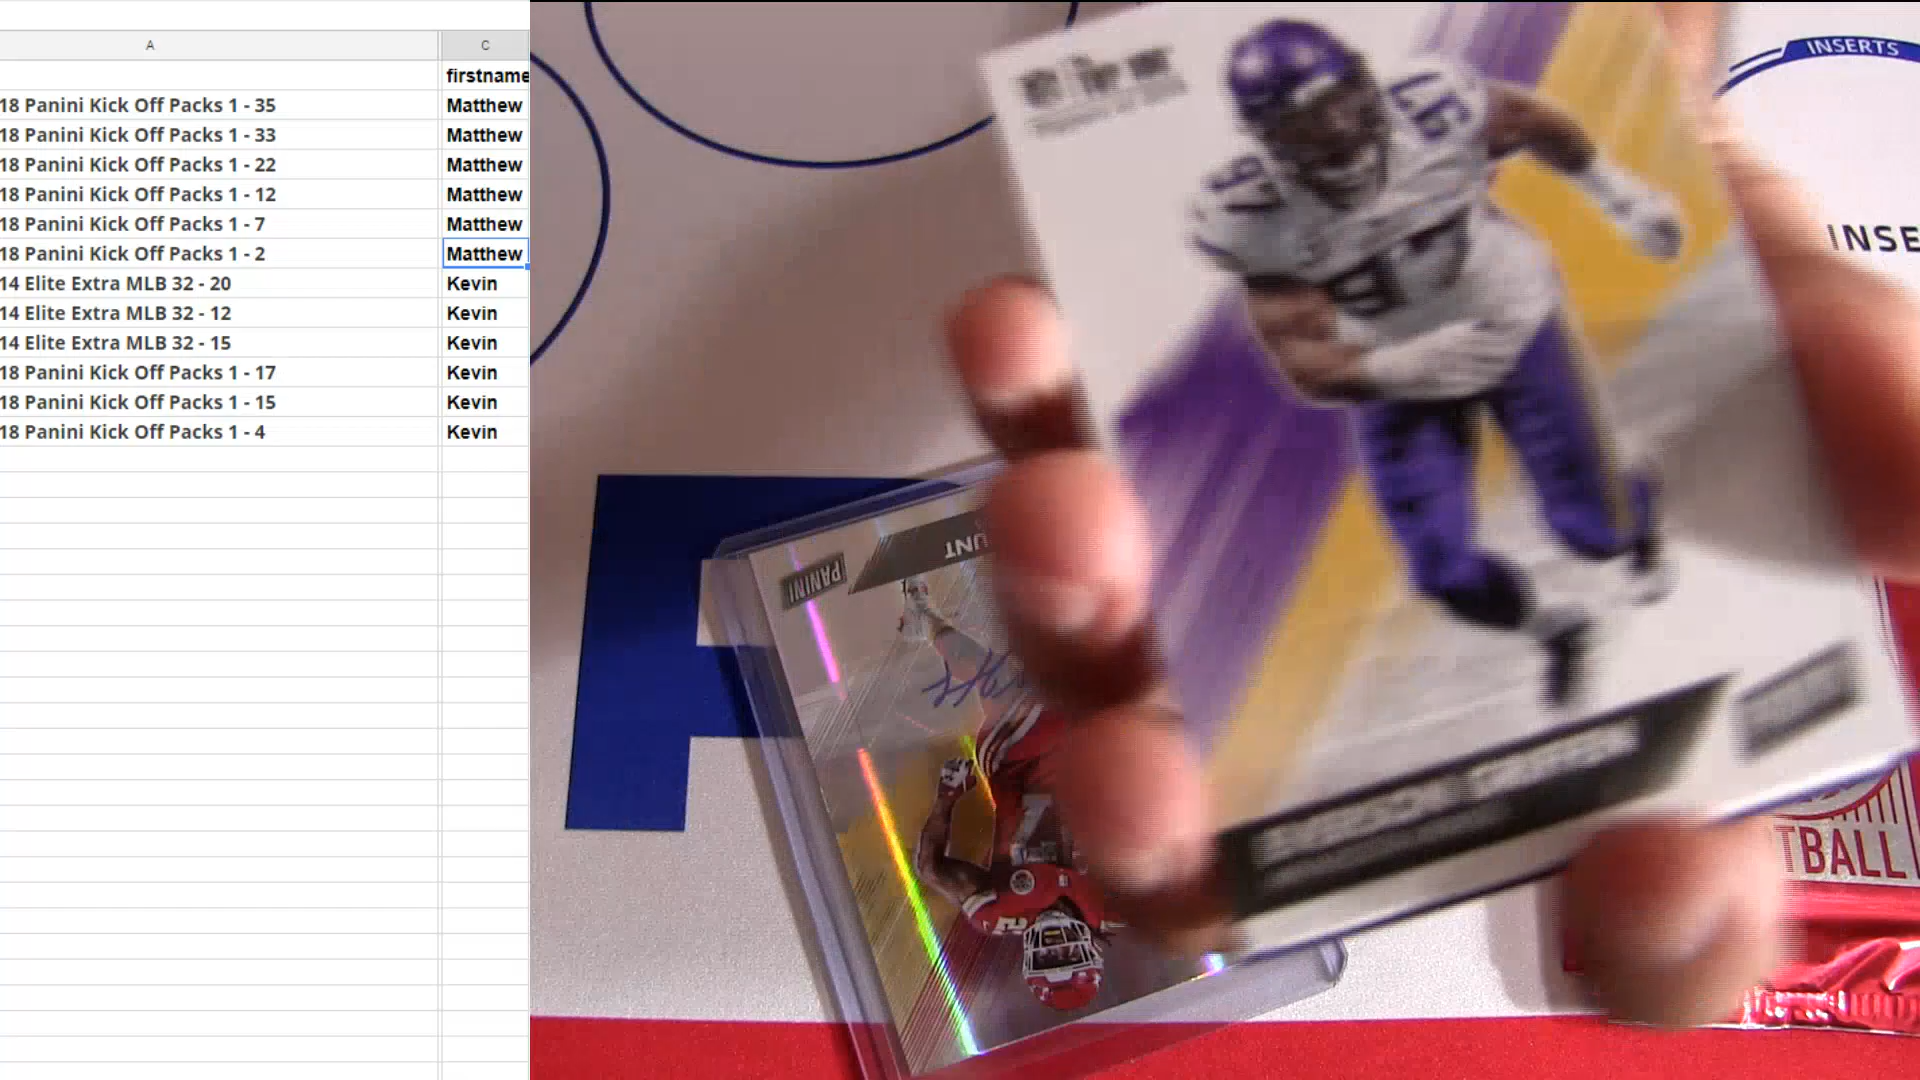 A C
firstname
18 Panini Kick Off Packs 1 - 35 Matthew
18 Panini Kick Off Packs 1 - 33 Matthew
18 Panini Kick Off Packs 1 - 22 Matthew
18 Panini Kick Off Packs 1 - 12 Matthew
18 Panini Kick Off Packs 1 - 7 Matthew
18 Panini Kick Off Packs 1 - 2 Matthew
14 Elite Extra MLB 32 - 20 Kevin
14 Elite Extra MLB 32 - 12 Kevin
14 Elite Extra MLB 32 - 15 Kevin
18 Panini Kick Off Packs 1 - 17 Kevin
18 Panini Kick Off Packs 1 - 15 Kevin
18 Panini Kick Off Packs 1 - 4 Kevin
INSERTS
INSE
97
97
PANINI
UNT
TBALL